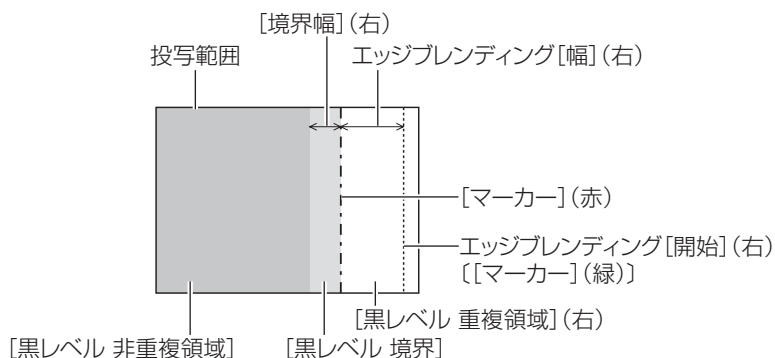 [境界幡](右)
投写範囲
エッジブレンディング[幅](右)
[マーカー](赤)
エッジブレンディング[開始](右)
〔[マーカー](緑)〕
[黒レベル 重複領域](右)
[黒レベル 非重複領域]
[黒レベル 境界]